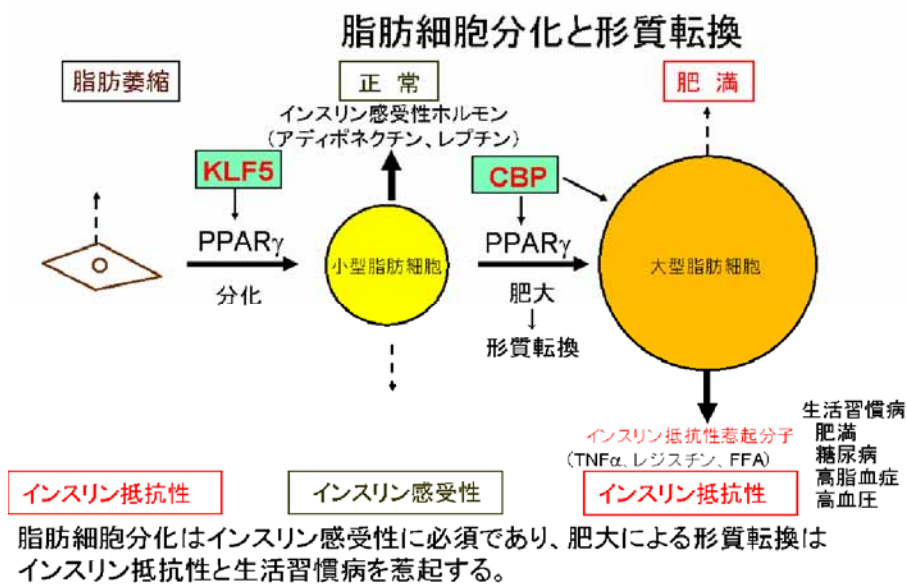 脂肪細胞分化と形質転換
脂肪萎縮
正常
肥満
インスリン感受性ホルモン
(アディポネクチン、レプチン)
KLF5
CBP
PPARγ
PPARγ
小型脂肪細胞
大型脂肪細胞
分化
肥大
↓
形質転換
インスリン抵抗性惹起分子
(TNFα、レジスチン、FFA)
生活習慣病
肥満
糖尿病
高脂血症
高血圧
インスリン抵抗性
インスリン感受性
インスリン抵抗性
脂肪細胞分化はインスリン感受性に必須であり、肥大による形質転換は
インスリン抵抗性と生活習慣病を惹起する。